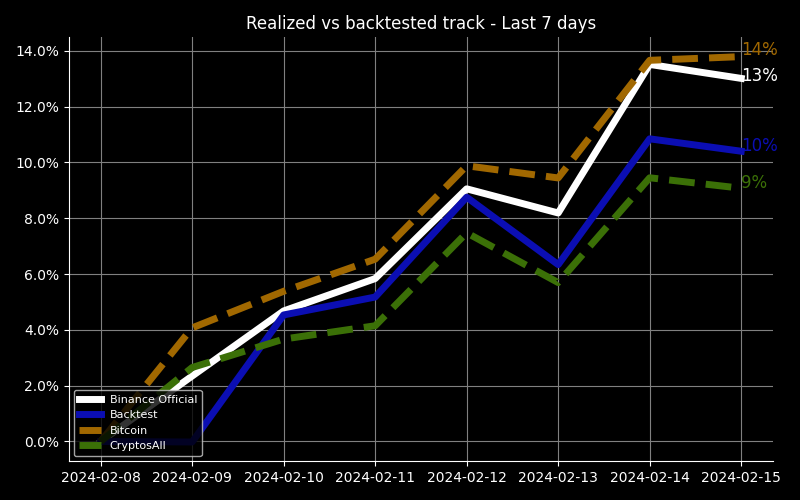 Realized vs backtested track - Last 7 days
14.0%
12.0%
10.0%
8.0%
6.0%
4.0%
2.0%
0.0%
14%
13%
10%
9%
Binance Official
Backtest
Bitcoin
CryptosAll
2024-02-08 2024-02-09 2024-02-10 2024-02-11 2024-02-12 2024-02-13 2024-02-14 2024-02-15